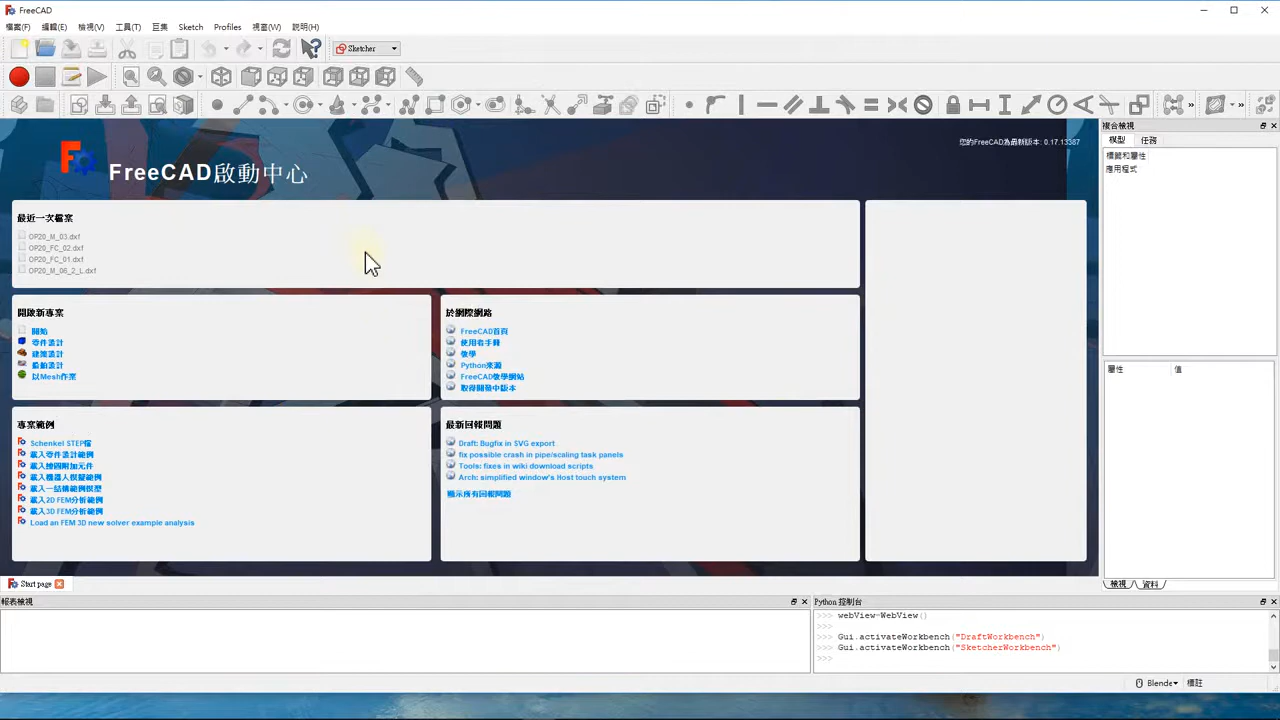 FreeCAD
檔案(F) 編輯(E) 檢視(V) 工具(T) 巨集 Sketch Profiles 視窗(W) 說明(H)
Sketcher
FreeCAD啟動中心
您的FreeCAD為最新版本: 0.17.13387
最近一次檔案
OP20_M_03.dxf
OP20_FC_02.dxf
OP20_FC_01.dxf
OP20_M_06_2_L.dxf
開啟新專案
開始
零件設計
建築設計
船舶設計
以Mesh作業
於網際網路
FreeCAD首頁
使用者手冊
教學
Python來源
FreeCAD教學網站
取得開發中版本
專案範例
Schenkel STEP檔
載入零件設計範例
載入繪圖附加元件
載入機器人模擬範例
載入一結構範例模型
載入2D FEM分析範例
載入3D FEM分析範例
Load an FEM 3D new solver example analysis
最新回報問題
Draft: Bugfix in SVG export
fix possible crash in pipe/scaling task panels
Tools: fixes in wiki download scripts
Arch: simplified window's Host touch system
顯示所有回報問題
複合檢視
模型 任務
標籤和屬性
應用程式
屬性 值
檢視 資料
Start page
報表檢視
Python 控制台
>>> webView=WebView()
>>>
>>> Gui.activateWorkbench("DraftWorkbench")
>>> Gui.activateWorkbench("SketcherWorkbench")
>>>
Blende 標註